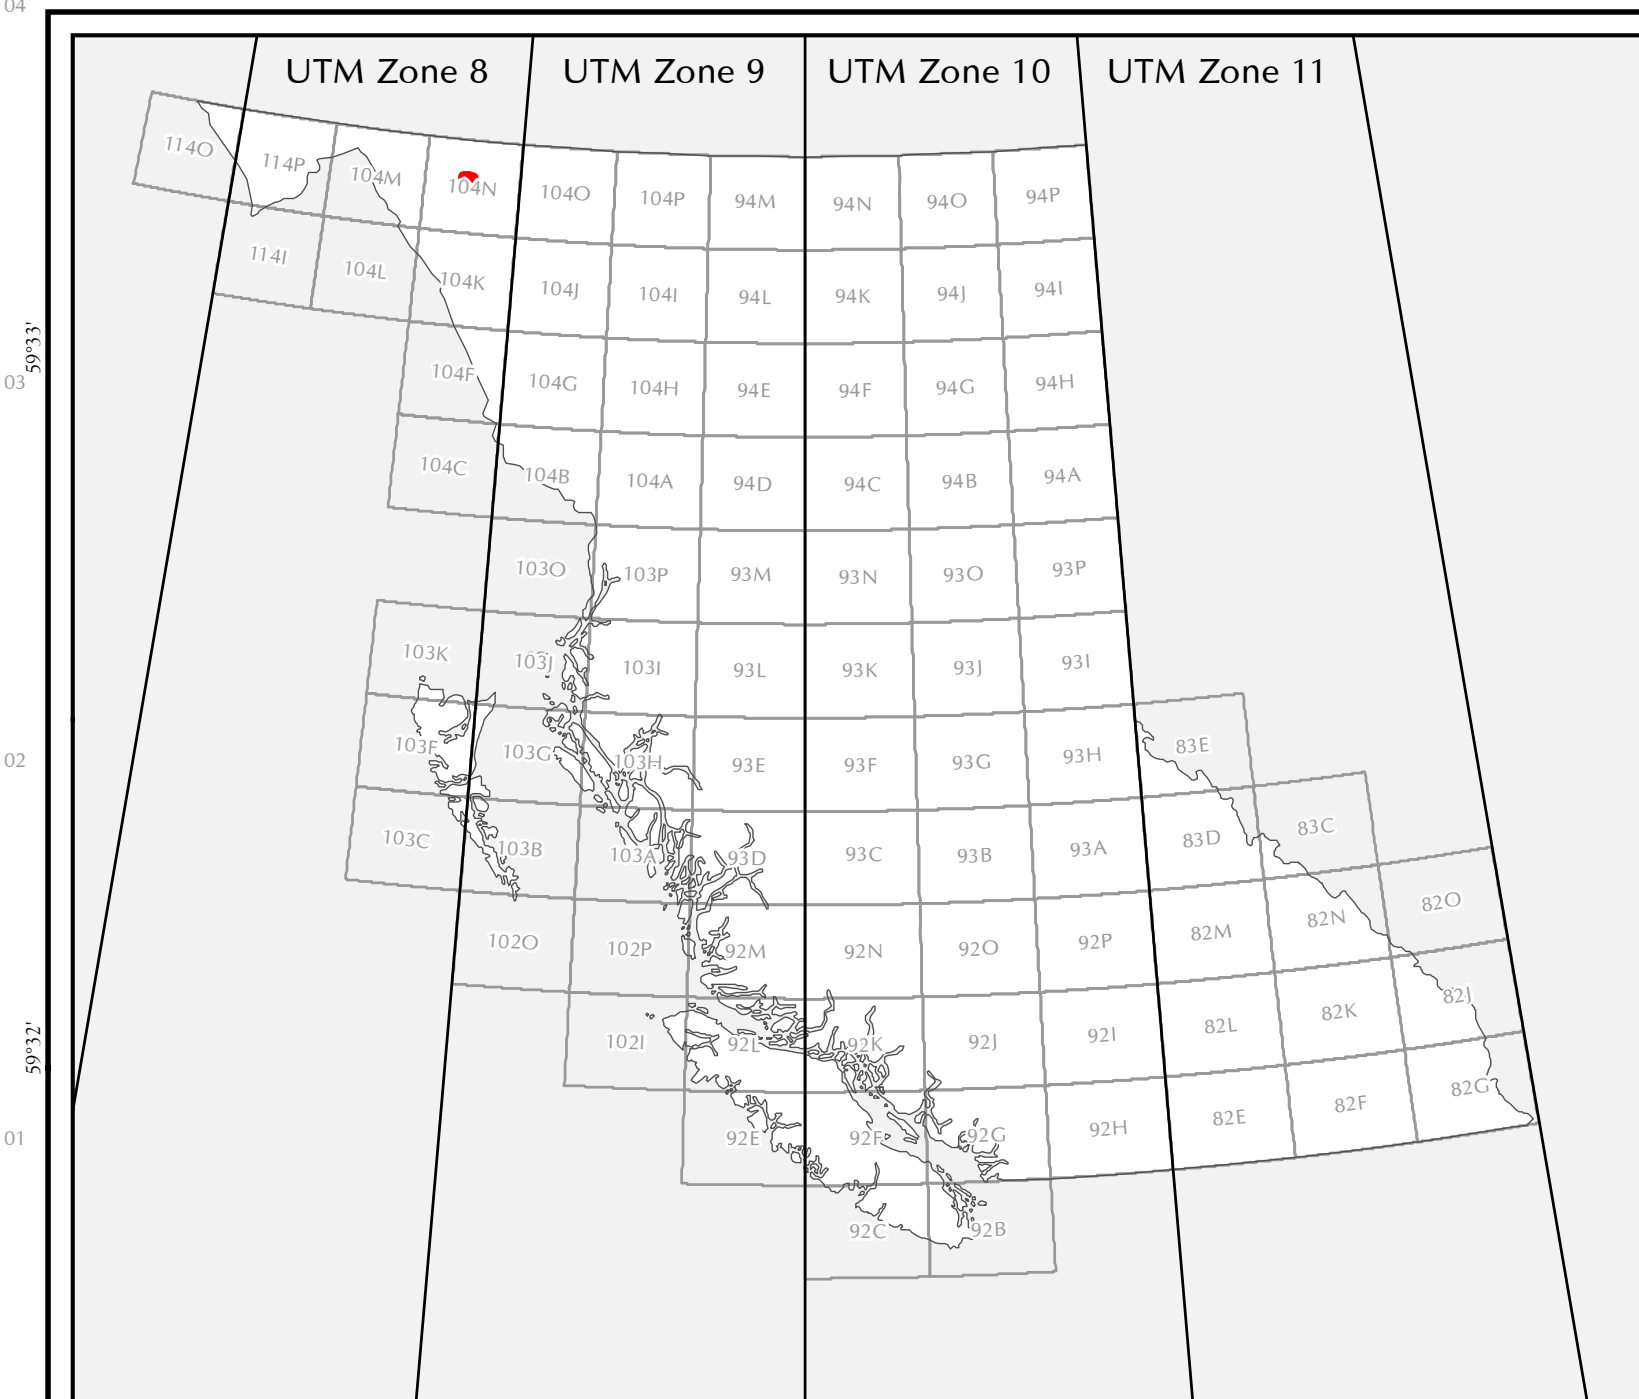 04
UTM Zone 8 UTM Zone 9 UTM Zone 10 UTM Zone 11
114O 114P 104M 104N 104O 104P 94M 94N 94O 94P
114I 104L 104K 104J 104I 94L 94K 94J 94I
59°33'
03
104F 104G 104H 94E 94F 94G 94H
104C 104B 104A 94D 94C 94B 94A
103O 103P 93M 93N 93O 93P
103K 103J 103I 93L 93K 93J 93I
02
103F 103G 103H 93E 93F 93G 93H 83E
103C 103B 103A 93D 93C 93B 93A 83D 83C
102O 102P 92M 92N 92O 92P 82M 82N 82O
59°32'
102I 92L 92K 92J 92I 82L 82K 82J
01
92E 92F 92G 92H 82E 82F 82G
92C 92B